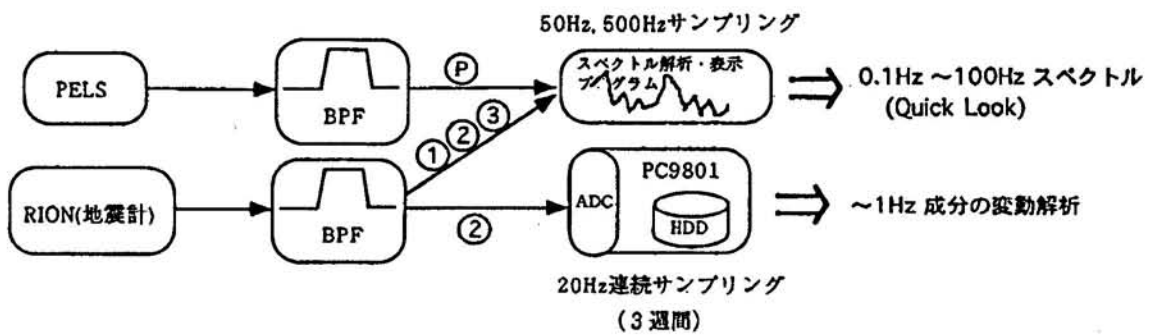 50Hz, 500Hzサンプリング
PELS
BPF
Ⓟ
スペクトル解析・表示
プログラム
0.1Hz ～100Hz スペクトル
(Quick Look)
① ② ③
RION(地震計)
BPF
②
ADC
PC9801
HDD
～1Hz 成分の変動解析
20Hz連続サンプリング
(3週間)